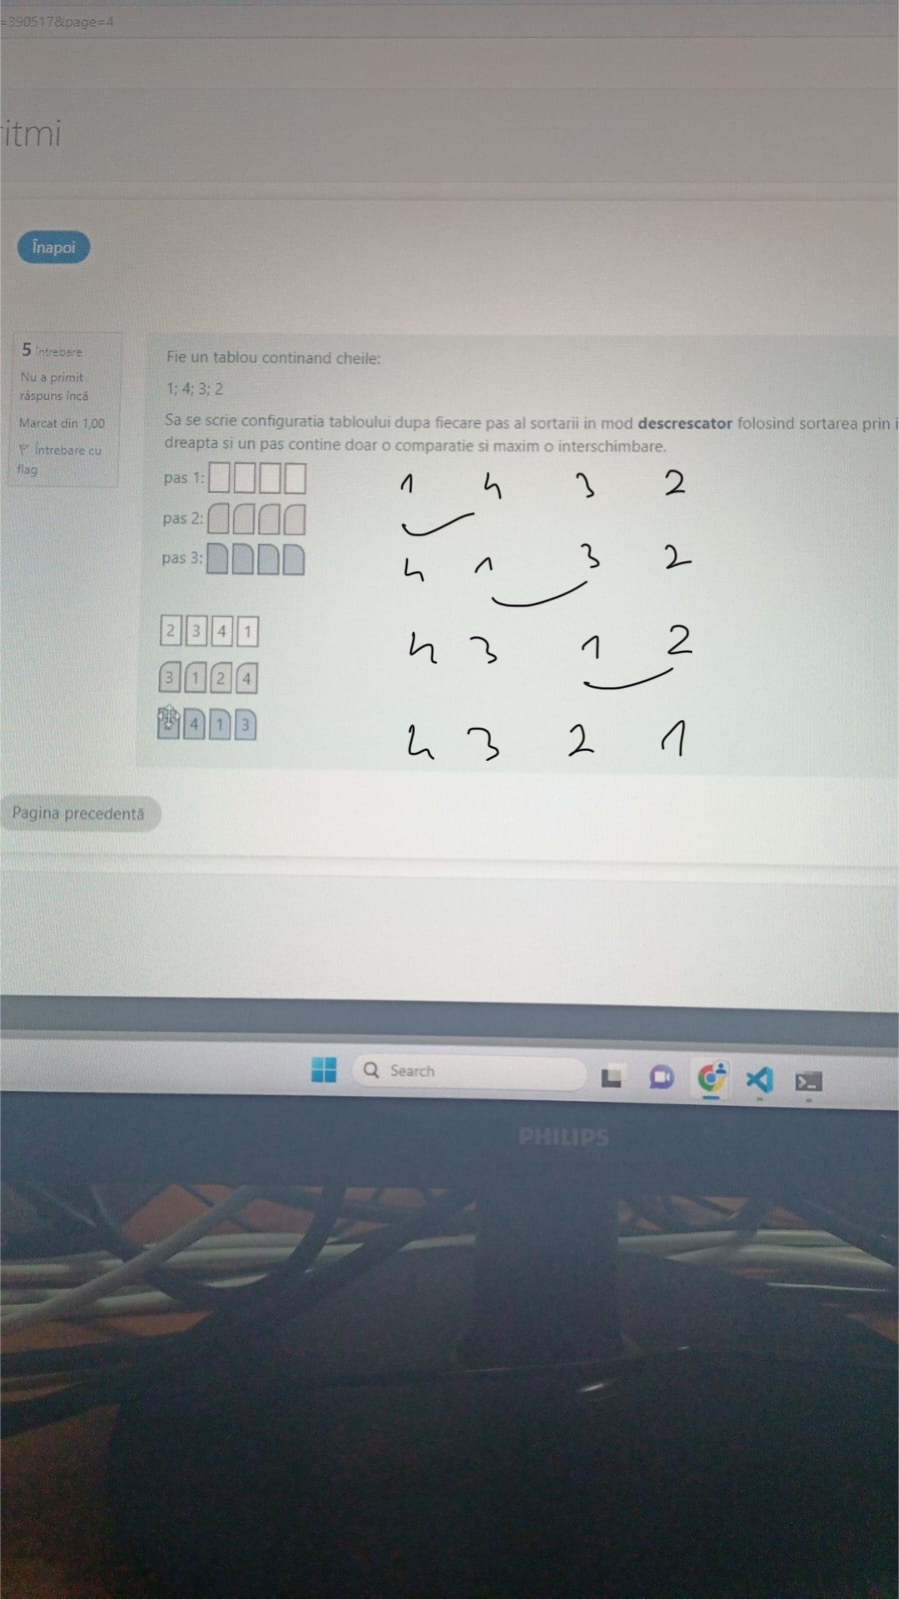 =390517&page=4
itmi
Înapoi
5 întrebare
Nu a primit
răspuns încă
Marcat din 1,00
Întrebare cu
flag
Fie un tablou continand cheile:
1; 4; 3; 2
Sa se scrie configuratia tabloului dupa fiecare pas al sortarii in mod descrescator folosind sortarea prin i
dreapta si un pas contine doar o comparatie si maxim o interschimbare.
pas 1:
pas 2:
pas 3:
1 4 3 2
4 1 3 2
4 3 1 2
4 3 2 1
2 3 4 1
3 1 2 4
4 1 3
Pagina precedentă
Search
PHILIPS